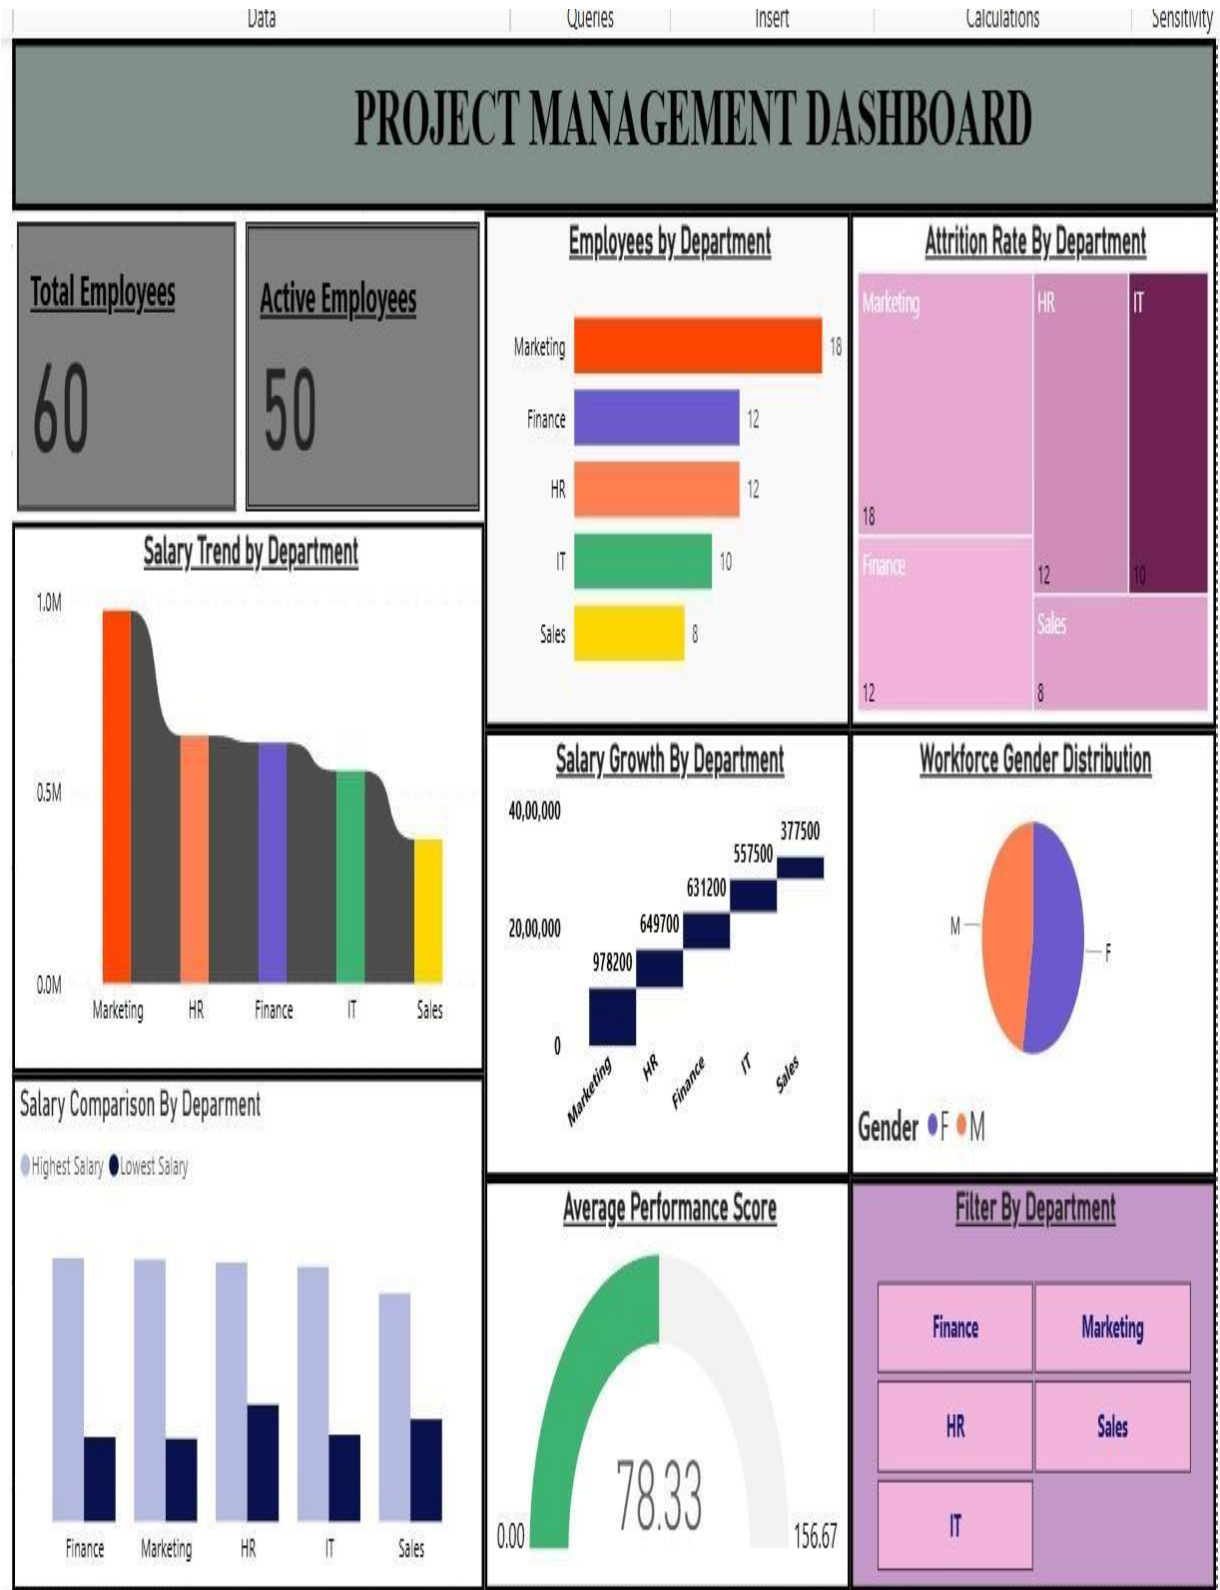 Data Queries Insert Calculations Sensitivity
PROJECT MANAGEMENT DASHBOARD
Total Employees
60
Active Employees
50
Employees by Department
Marketing 18
Finance 12
HR 12
IT 10
Sales 8
Attrition Rate By Department
Marketing
18
HR
12
IT
10
Finance
12
Sales
8
Salary Trend by Department
1.0M
0.5M
0.0M
Marketing HR Finance IT Sales
Salary Growth By Department
40,00,000
20,00,000
0
978200
649700
631200
557500
377500
Marketing HR Finance IT Sales
Workforce Gender Distribution
M
F
Gender F M
Salary Comparison By Deparment
Highest Salary Lowest Salary
Finance Marketing HR IT Sales
Average Performance Score
78.33
0.00 156.67
Filter By Department
Finance Marketing
HR Sales
IT